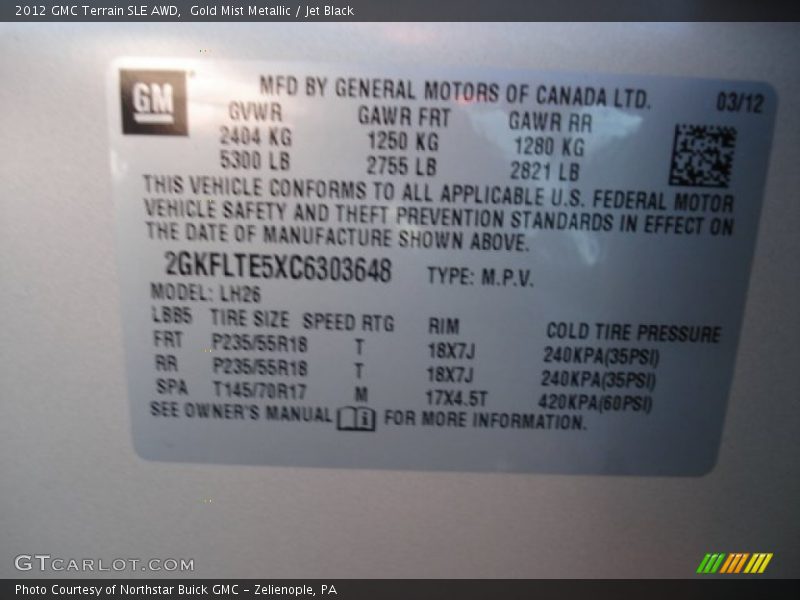 2012 GMC Terrain SLE AWD,  Gold Mist Metallic / Jet Black
GM
MFD BY GENERAL MOTORS OF CANADA LTD.
03/12
GVWR GAWR FRT GAWR RR
2404 KG 1250 KG 1280 KG
5300 LB 2755 LB 2821 LB
THIS VEHICLE CONFORMS TO ALL APPLICABLE U.S. FEDERAL MOTOR
VEHICLE SAFETY AND THEFT PREVENTION STANDARDS IN EFFECT ON
THE DATE OF MANUFACTURE SHOWN ABOVE.
2GKFLTE5XC6303648 TYPE: M.P.V.
MODEL: LH26
LBB5 TIRE SIZE SPEED RTG RIM COLD TIRE PRESSURE
FRT P235/55R18 T 18X7J 240KPA(35PSI)
RR P235/55R18 T 18X7J 240KPA(35PSI)
SPA T145/70R17 M 17X4.5T 420KPA(60PSI)
SEE OWNER'S MANUAL i FOR MORE INFORMATION.
GTCARLOT.COM
Photo Courtesy of Northstar Buick GMC - Zelienople, PA